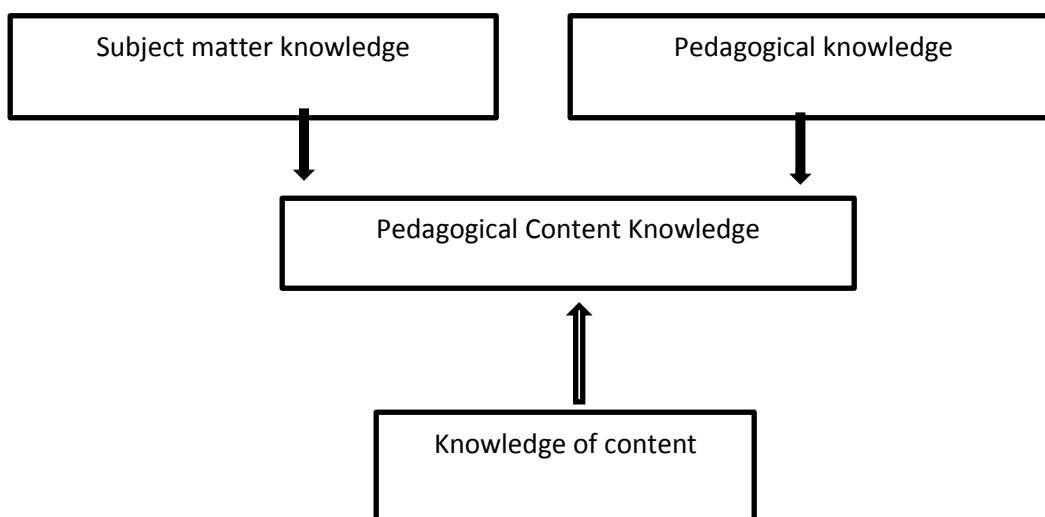 Subject matter knowledge
Pedagogical knowledge
Pedagogical Content Knowledge
Knowledge of content